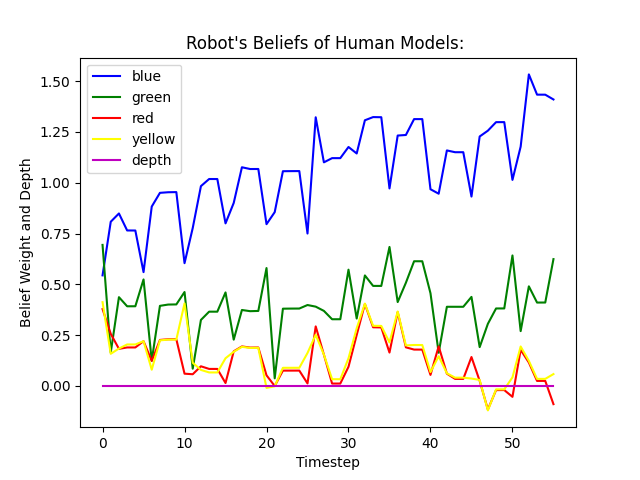 Robot's Beliefs of Human Models:
blue
green
red
yellow
depth
Belief Weight and Depth
1.50
1.25
1.00
0.75
0.50
0.25
0.00
0 10 20 30 40 50
Timestep